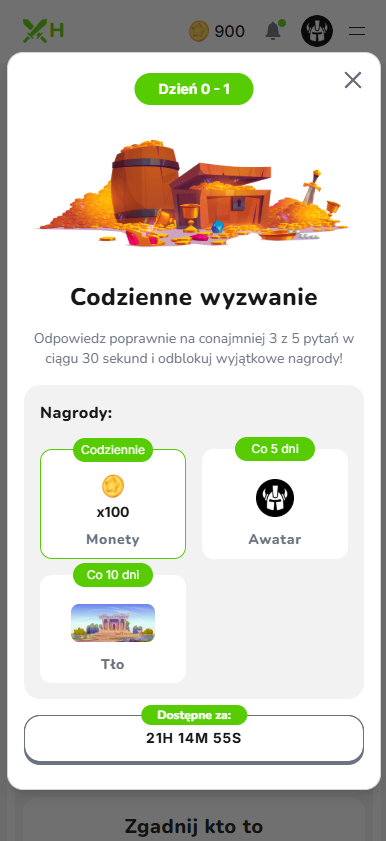 H
900
Dzień 0 - 1
Codzienne wyzwanie
Odpowiedz poprawnie na conajmniej 3 z 5 pytań w
ciągu 30 sekund i odblokuj wyjątkowe nagrody!
Nagrody:
Codziennie
x100
Monety
Co 5 dni
Awatar
Co 10 dni
Tło
Dostępne za:
21H 14M 55S
Zgadnij kto to